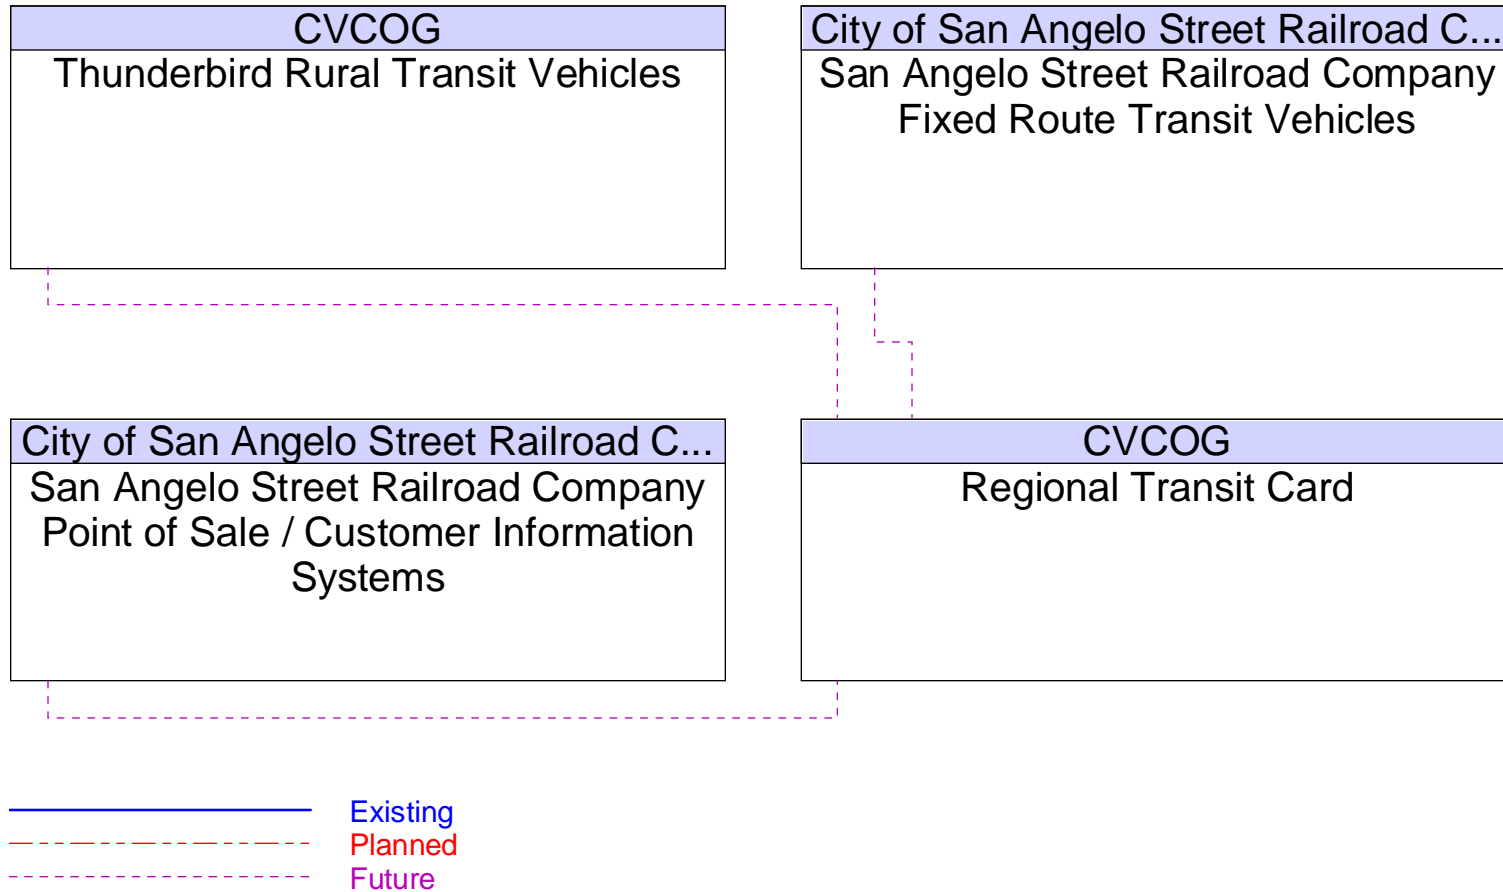 CVCOG
Thunderbird Rural Transit Vehicles
City of San Angelo Street Railroad C...
San Angelo Street Railroad Company
Fixed Route Transit Vehicles
City of San Angelo Street Railroad C...
San Angelo Street Railroad Company
Point of Sale / Customer Information
Systems
CVCOG
Regional Transit Card
Existing
Planned
Future